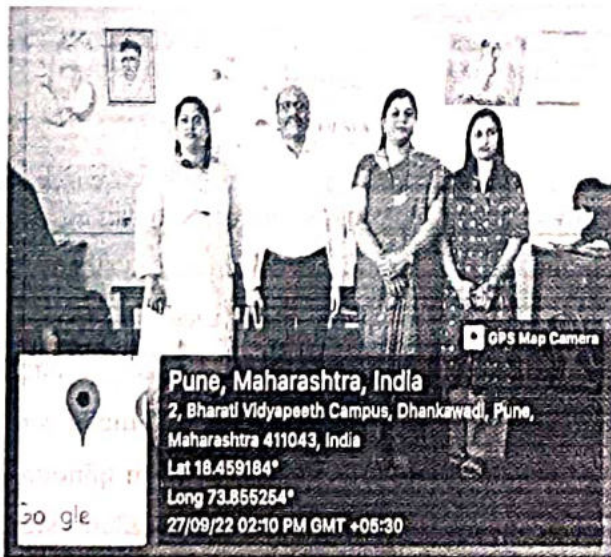 GPS Map Camera
Pune, Maharashtra, India
2, Bharati Vidyapeeth Campus, Dhankawadi, Pune,
Maharashtra 411043, India
Lat 18.459184°
Long 73.855254°
27/09/22 02:10 PM GMT +05:30
Google